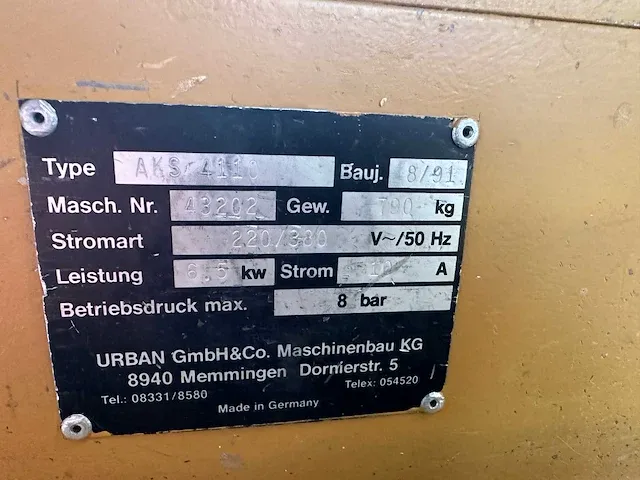 Type AKS 4110 Bauj. 8/91
Masch. Nr. 43202 Gew. 790 kg
Stromart 220/380 V~/50 Hz
Leistung 6.5 kw Strom 10 A
Betriebsdruck max. 8 bar
URBAN GmbH&Co. Maschinenbau KG
8940 Memmingen Dornierstr. 5
Tel.: 08331/8580 Telex: 054520
Made in Germany